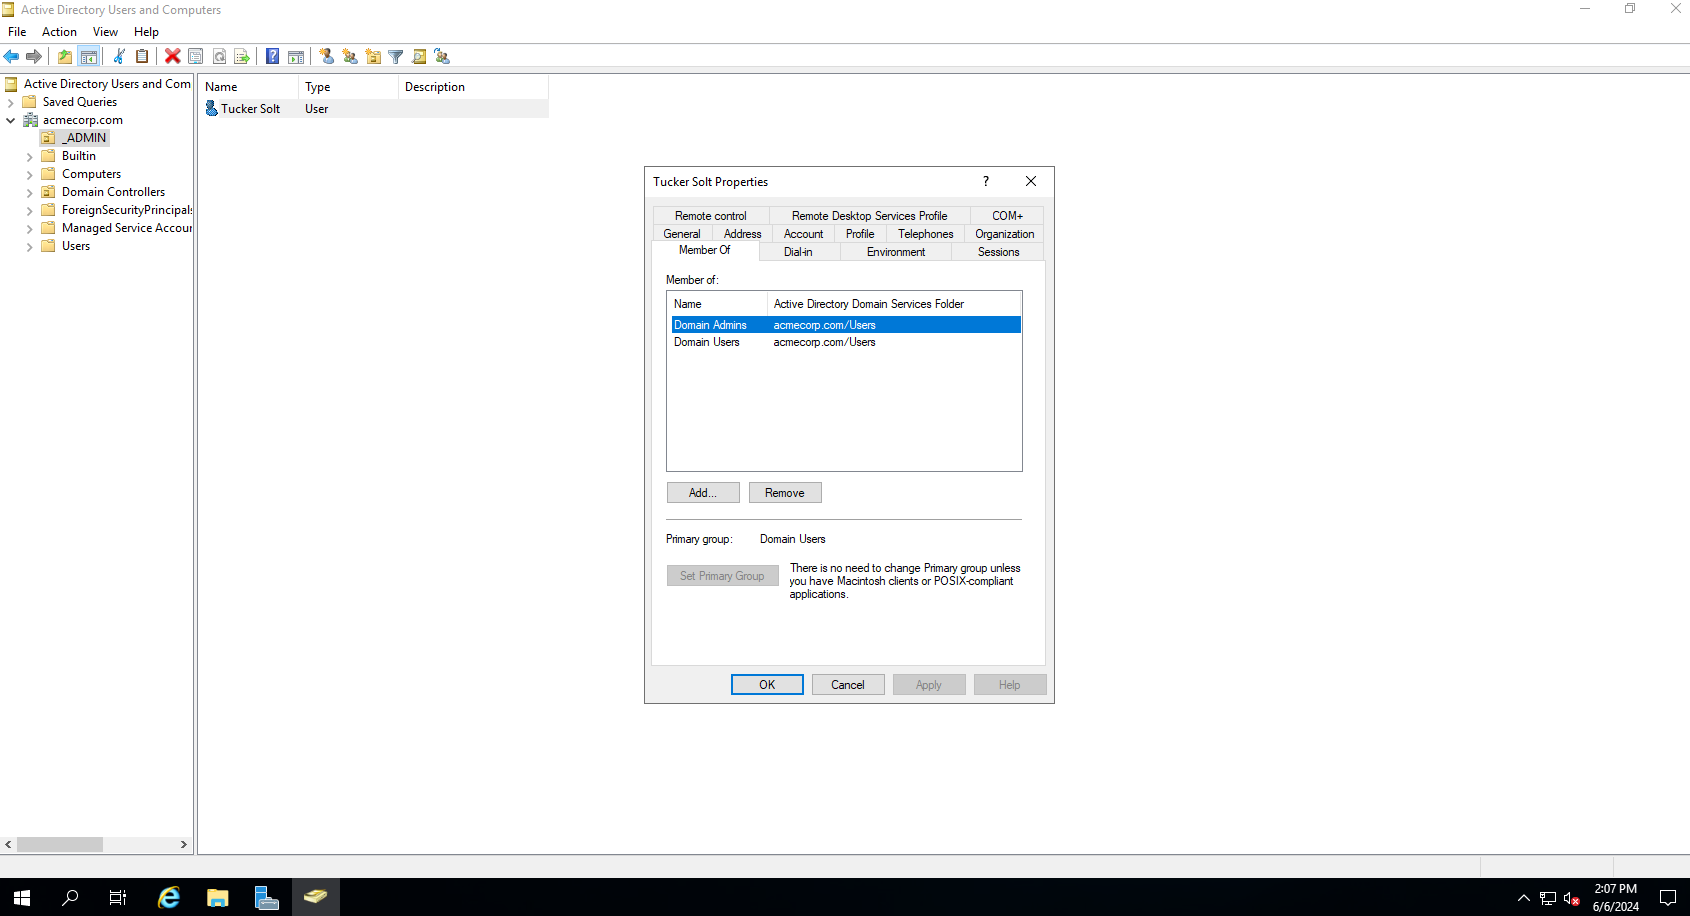 Active Directory Users and Computers
File Action View Help
Active Directory Users and Com
Saved Queries
acmecorp.com
_ADMIN
Builtin
Computers
Domain Controllers
ForeignSecurityPrincipals
Managed Service Accour
Users
Name Type Description
Tucker Solt User
Tucker Solt Properties ?
Remote control Remote Desktop Services Profile COM+
General Address Account Profile Telephones Organization
Member Of Dial-in Environment Sessions
Member of:
Name Active Directory Domain Services Folder
Domain Admins acmecorp.com/Users
Domain Users acmecorp.com/Users
Add... Remove
Primary group: Domain Users
Set Primary Group
There is no need to change Primary group unless
you have Macintosh clients or POSIX-compliant
applications.
OK Cancel Apply Help
2:07 PM
6/6/2024